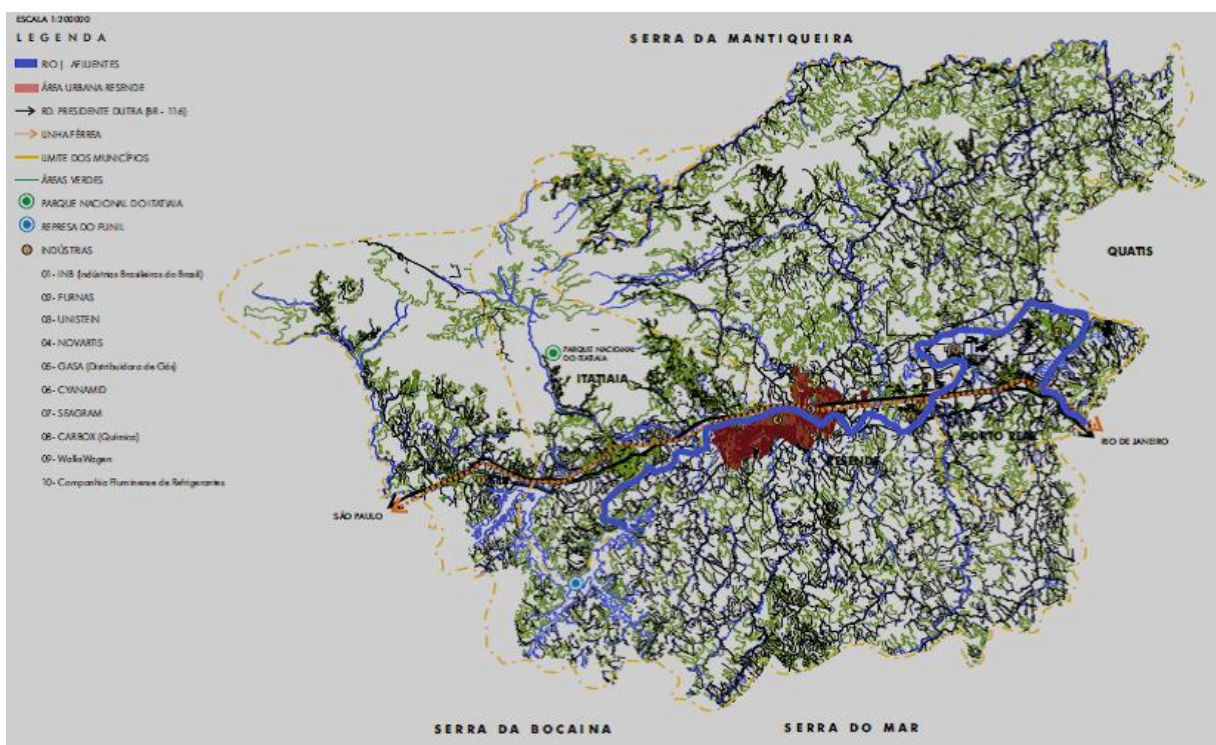 ESCALA 1:200000
LEGENDA
RIO | AFLUENTES
ÁREA URBANA RESENDE
RD. PRESIDENTE DUTRA (BR - 116)
LINHA FÉRREA
LIMITE DOS MUNICÍPIOS
ÁREAS VERDES
PARQUE NACIONAL DO ITATIAIA
REPRESA DO FUNIL
INDÚSTRIAS
01- INB (Indústrias Brasileiras do Brasil)
02- FURNAS
03- UNISTEIN
04- NOVARTIS
05- GASA (Distribuidora de Gás)
06- CYANAMID
07- SEAGRAM
08- CARBOX (Química)
09- WolksWagen
10- Companhia Fluminense de Refrigerantes
SERRA DA MANTIQUEIRA
QUATIS
PARQUE NACIONAL
DO ITATIAIA
ITATIAIA
PORTO REAL
RIO DE JANEIRO
RESENDE
SÃO PAULO
SERRA DA BOCAINA
SERRA DO MAR